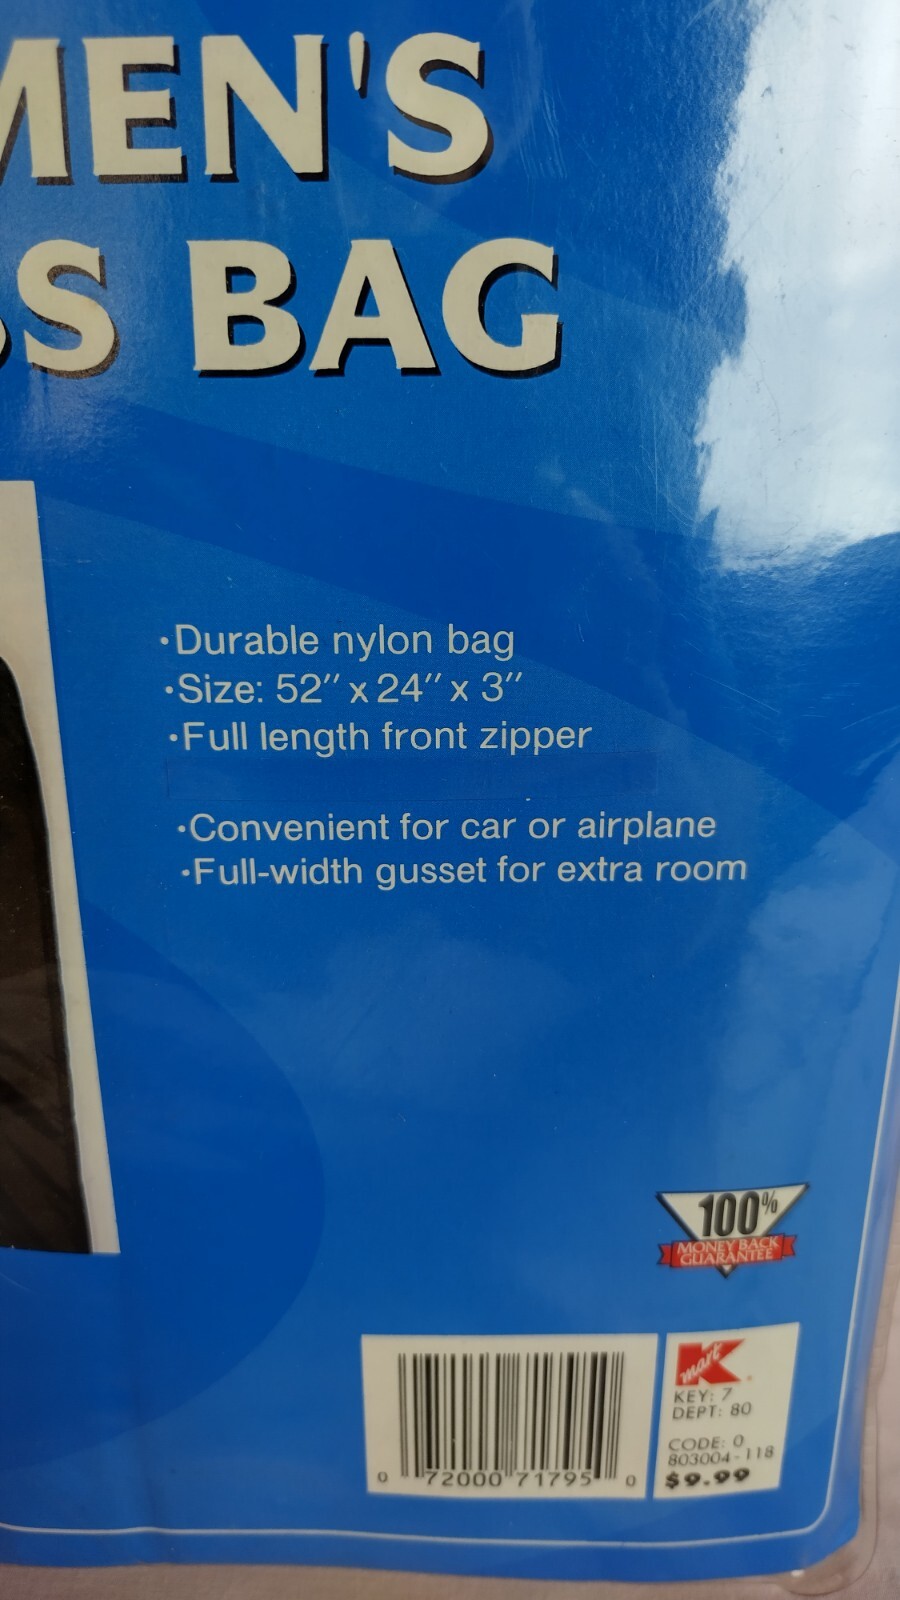 MEN'S
SS BAG
•Durable nylon bag
•Size: 52" x 24" x 3"
•Full length front zipper
•Convenient for car or airplane
•Full-width gusset for extra room
100%
MONEY BACK
GUARANTEE
Kmart
KEY: 7
DEPT: 80
CODE: 0
803004-118
$9.99
0 72000 71795 0